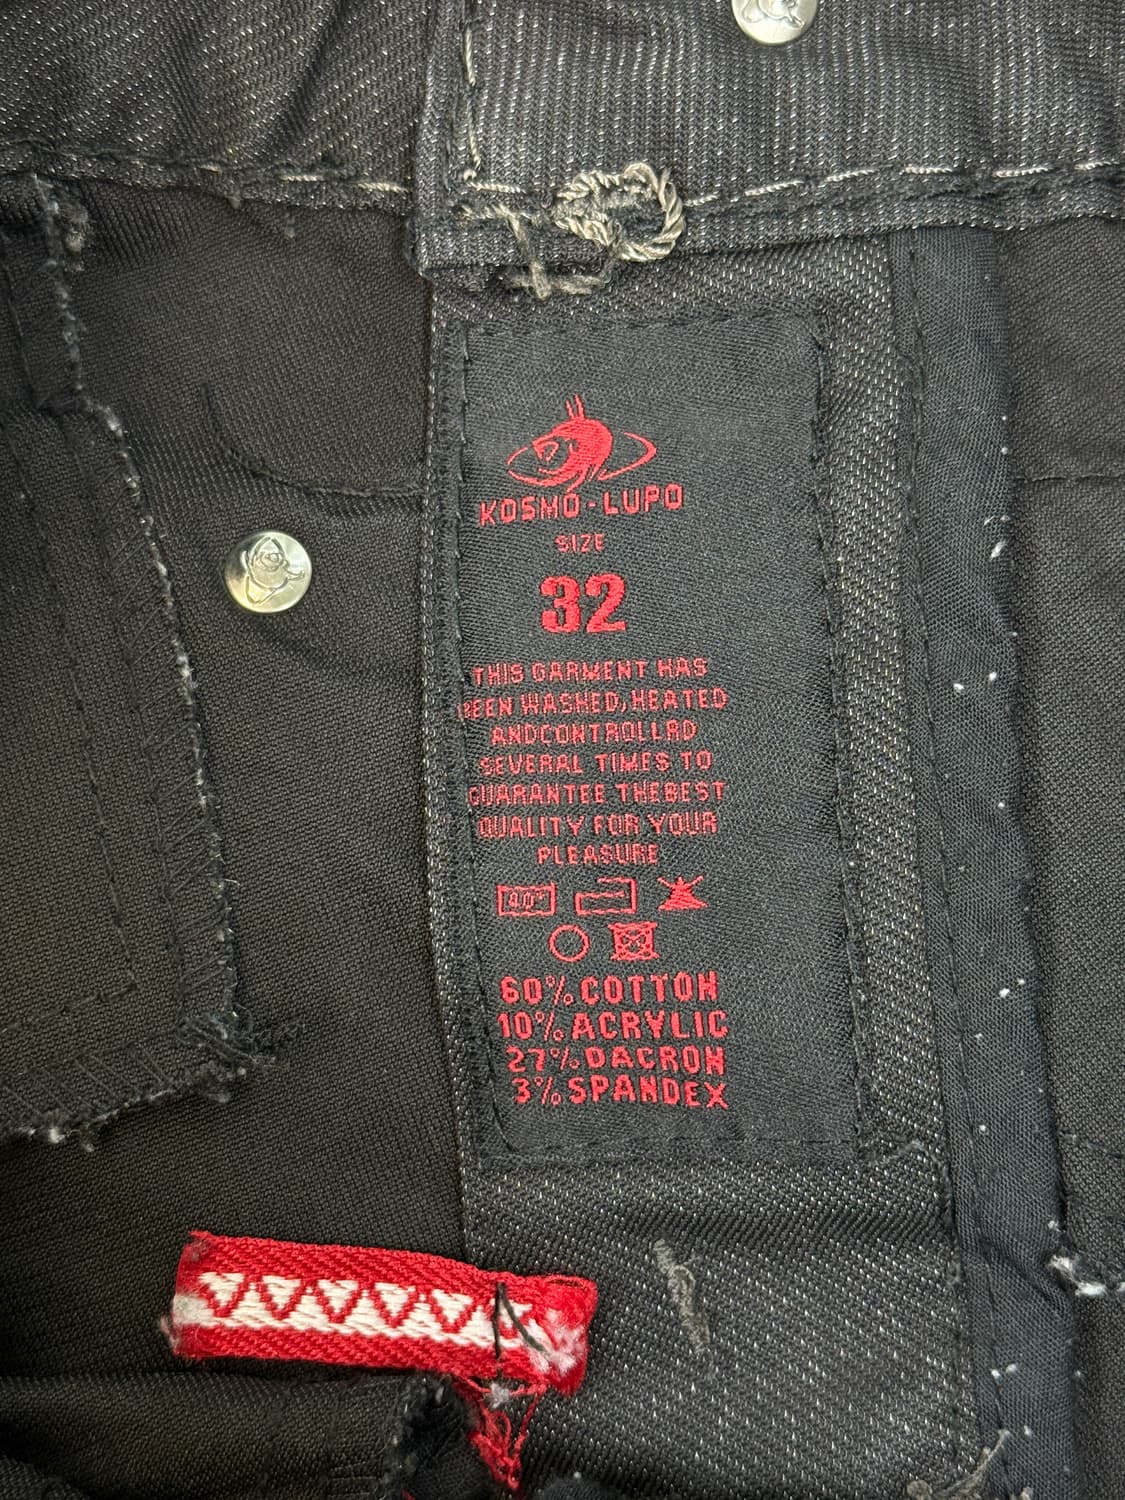 KOSMO-LUPO
SIZE
32
THIS GARMENT HAS
BEEN WASHED,HEATED
ANDCONTROLLRD
SEVERAL TIMES TO
GUARANTEE THEBEST
QUALITY FOR YOUR
PLEASURE
40°
60%COTTON
10%ACRYLIC
27%DACRON
3%SPANDEX